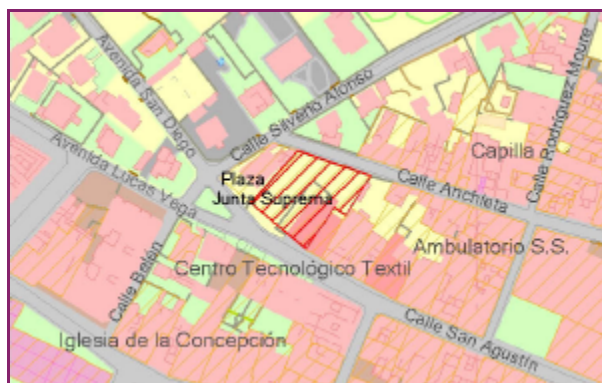 Avenida San Diego
Calle Silverio Alonso
Calle Rodríguez Moure
Avenida Lucas Vega
Capilla
Plaza
Junta Suprema
Calle Anchieta
Calle Belén
Ambulatorio S.S.
Centro Tecnológico Textil
Calle San Agustín
Iglesia de la Concepción